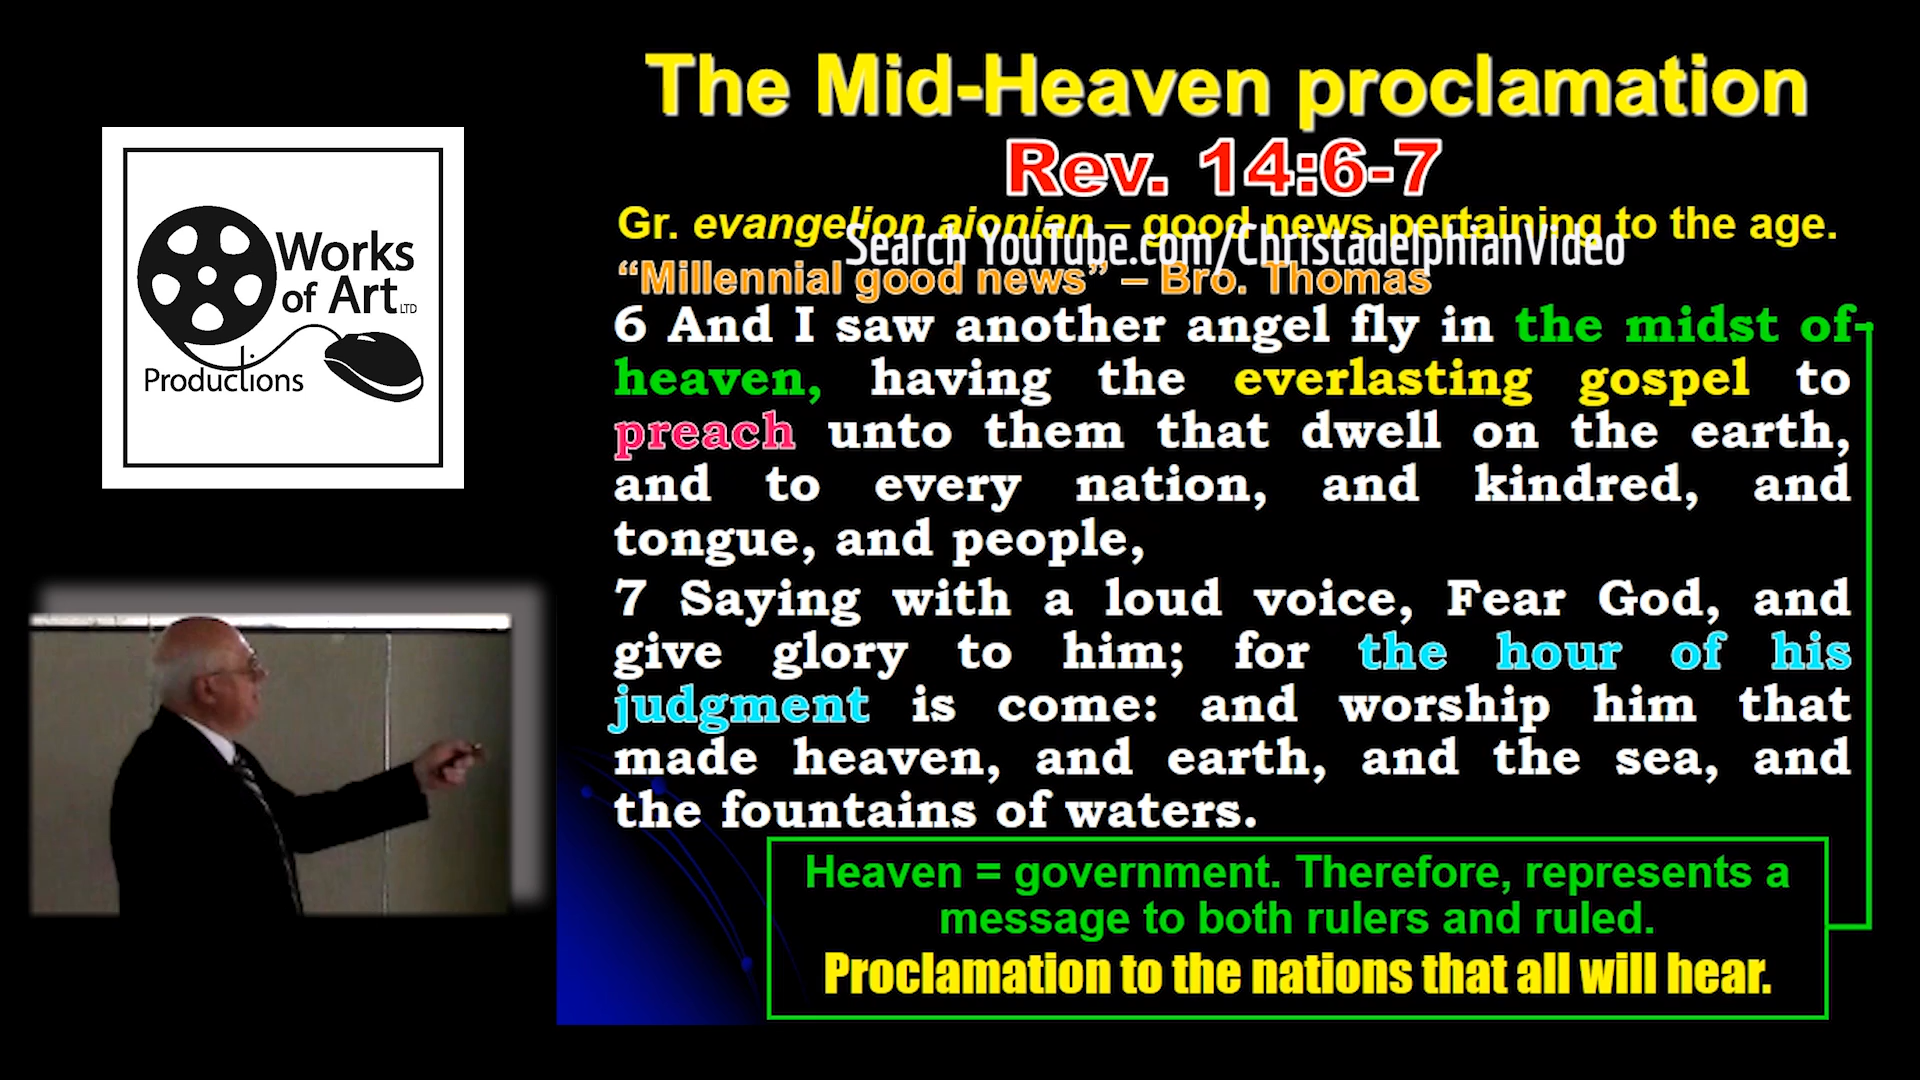 The Mid-Heaven proclamation
Rev. 14:6-7
Gr. evangelion aionian – good news pertaining to the age.
Search YouTube.com/ChristadelphianVideo
“Millennial good news” – Bro. Thomas
6 And I saw another angel fly in the midst of
heaven, having the everlasting gospel to
preach unto them that dwell on the earth,
and to every nation, and kindred, and
tongue, and people,
7 Saying with a loud voice, Fear God, and
give glory to him; for the hour of his
judgment is come: and worship him that
made heaven, and earth, and the sea, and
the fountains of waters.
Heaven = government. Therefore, represents a
message to both rulers and ruled.
Proclamation to the nations that all will hear.
Works
of Art LTD
Productions